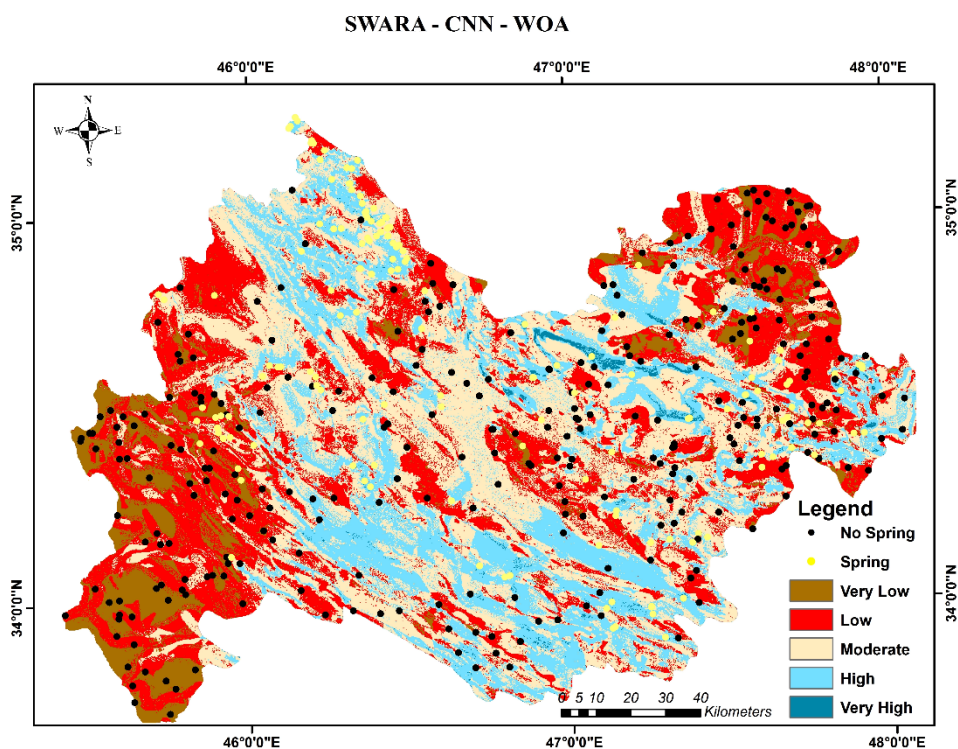 SWARA - CNN - WOA
46°0'0"E 47°0'0"E 48°0'0"E
N
W E
S
35°0'0"N 35°0'0"N
34°0'0"N 34°0'0"N
Legend
No Spring
Spring
Very Low
Low
Moderate
High
Very High
0 5 10 20 30 40
Kilometers
46°0'0"E 47°0'0"E 48°0'0"E